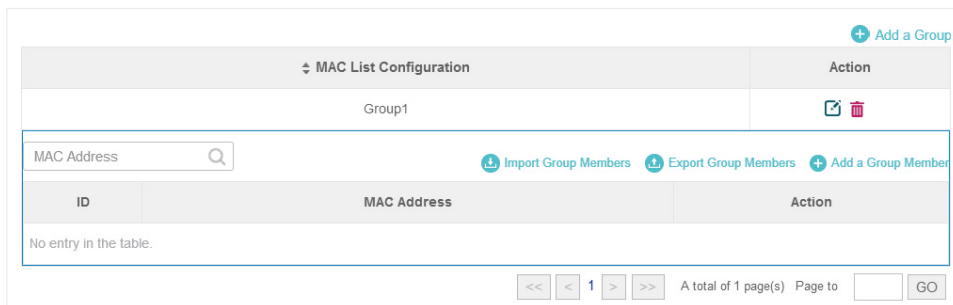 Add a Group
MAC List Configuration Action
Group1
MAC Address Import Group Members Export Group Members Add a Group Member
ID MAC Address Action
No entry in the table.
<< < 1 > >> A total of 1 page(s) Page to GO